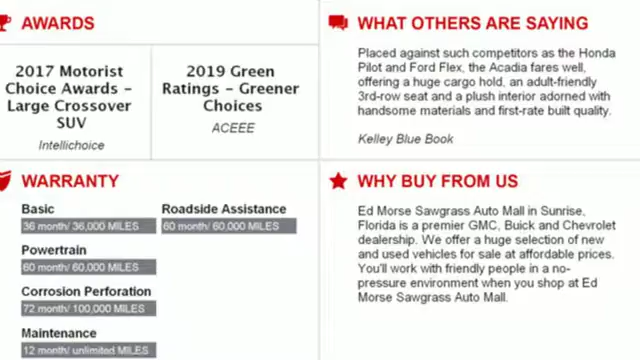 AWARDS
2017 Motorist
Choice Awards -
Large Crossover
SUV
Intellichoice
2019 Green
Ratings - Greener
Choices
ACEEE
WHAT OTHERS ARE SAYING
Placed against such competitors as the Honda
Pilot and Ford Flex, the Acadia fares well,
offering a huge cargo hold, an adult-friendly
3rd-row seat and a plush interior adorned with
handsome materials and first-rate built quality.
Kelley Blue Book
WARRANTY
Basic
36 month/ 36,000 MILES
Roadside Assistance
60 month/ 60,000 MILES
Powertrain
60 month/ 60,000 MILES
Corrosion Perforation
72 month/ 100,000 MILES
Maintenance
12 month/ unlimited MILES
WHY BUY FROM US
Ed Morse Sawgrass Auto Mall in Sunrise,
Florida is a premier GMC, Buick and Chevrolet
dealership. We offer a huge selection of new
and used vehicles for sale at affordable prices.
You'll work with friendly people in a no-
pressure environment when you shop at Ed
Morse Sawgrass Auto Mall.